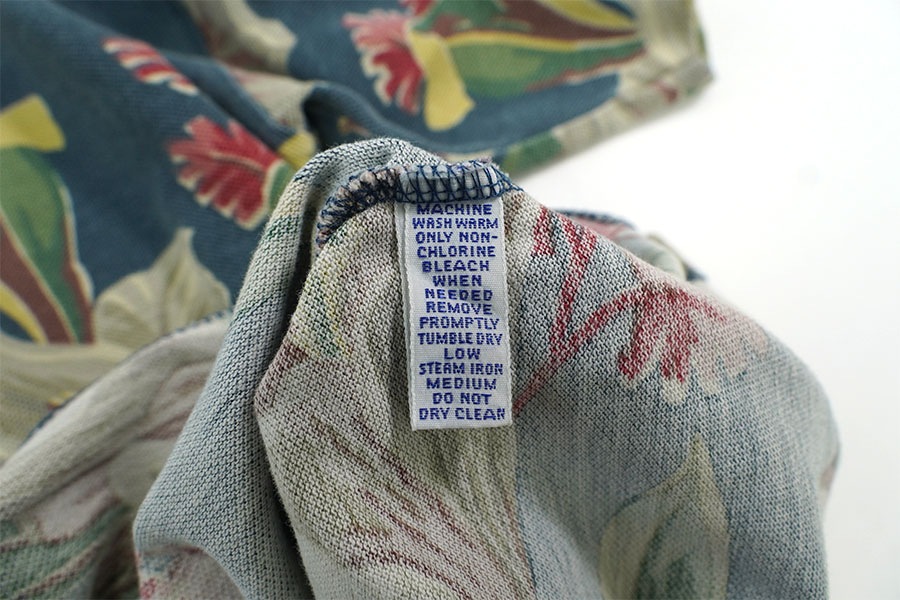 MACHINE
WASH WARM
ONLY NON-
CHLORINE
BLEACH
WHEN
NEEDED
REMOVE
PROMPTLY
TUMBLE DRY
LOW
STEAM IRON
MEDIUM
DO NOT
DRY CLEAN